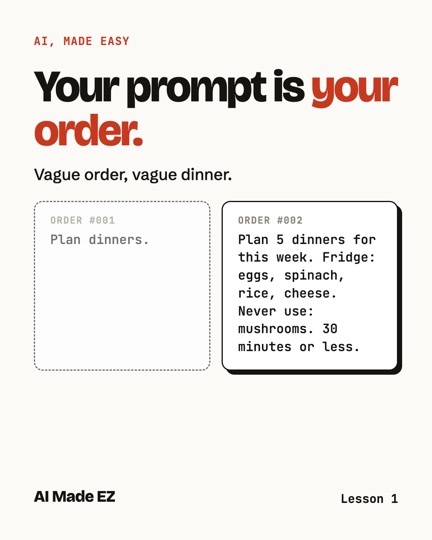 AI, MADE EASY
Your prompt is your
order.
Vague order, vague dinner.
ORDER #001
Plan dinners.
ORDER #002
Plan 5 dinners for
this week. Fridge:
eggs, spinach,
rice, cheese.
Never use:
mushrooms. 30
minutes or less.
AI Made EZ
Lesson 1